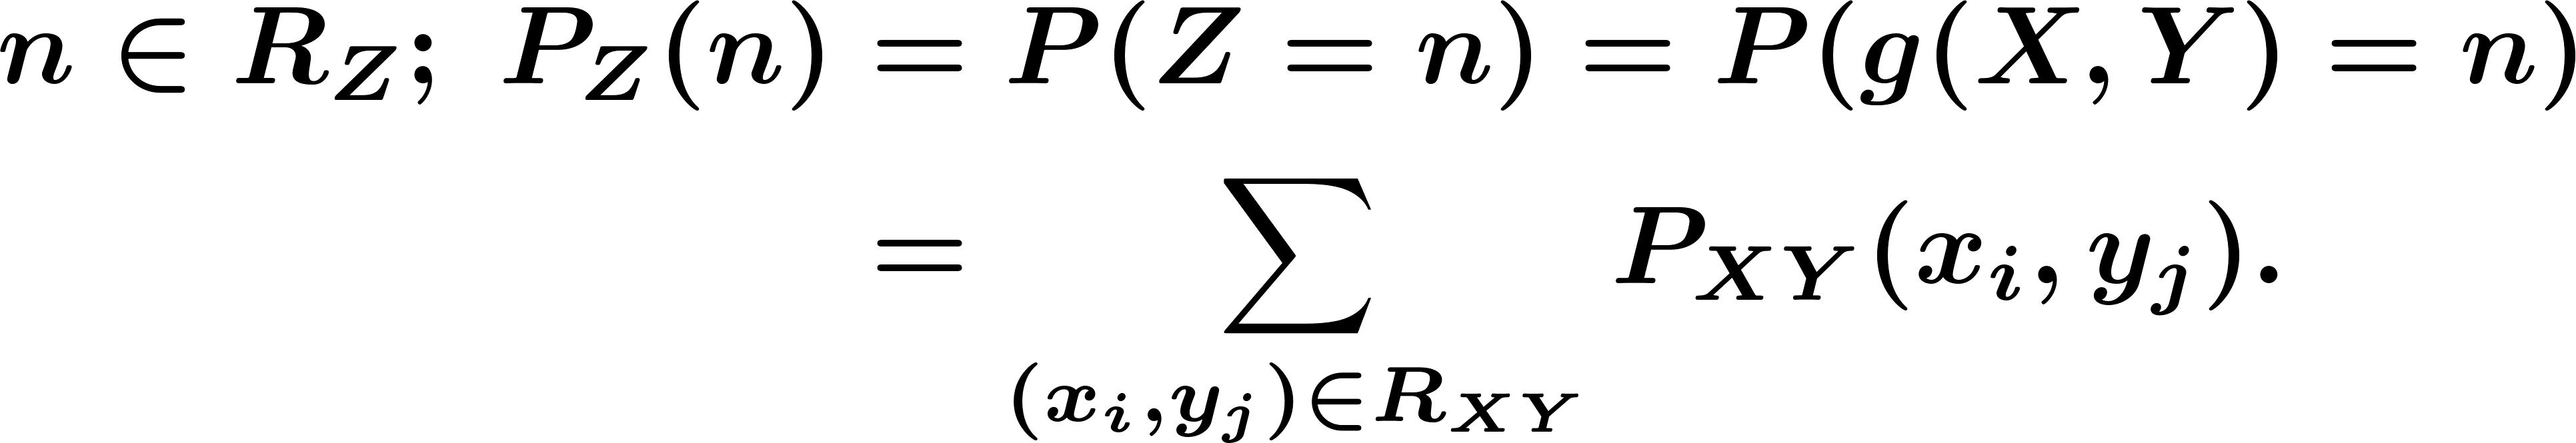 n ∈ R_Z; P_Z(n) = P(Z = n) = P(g(X, Y) = n)
= ∑_{(x_i,y_j)∈R_{XY}} P_{XY}(x_i, y_j).